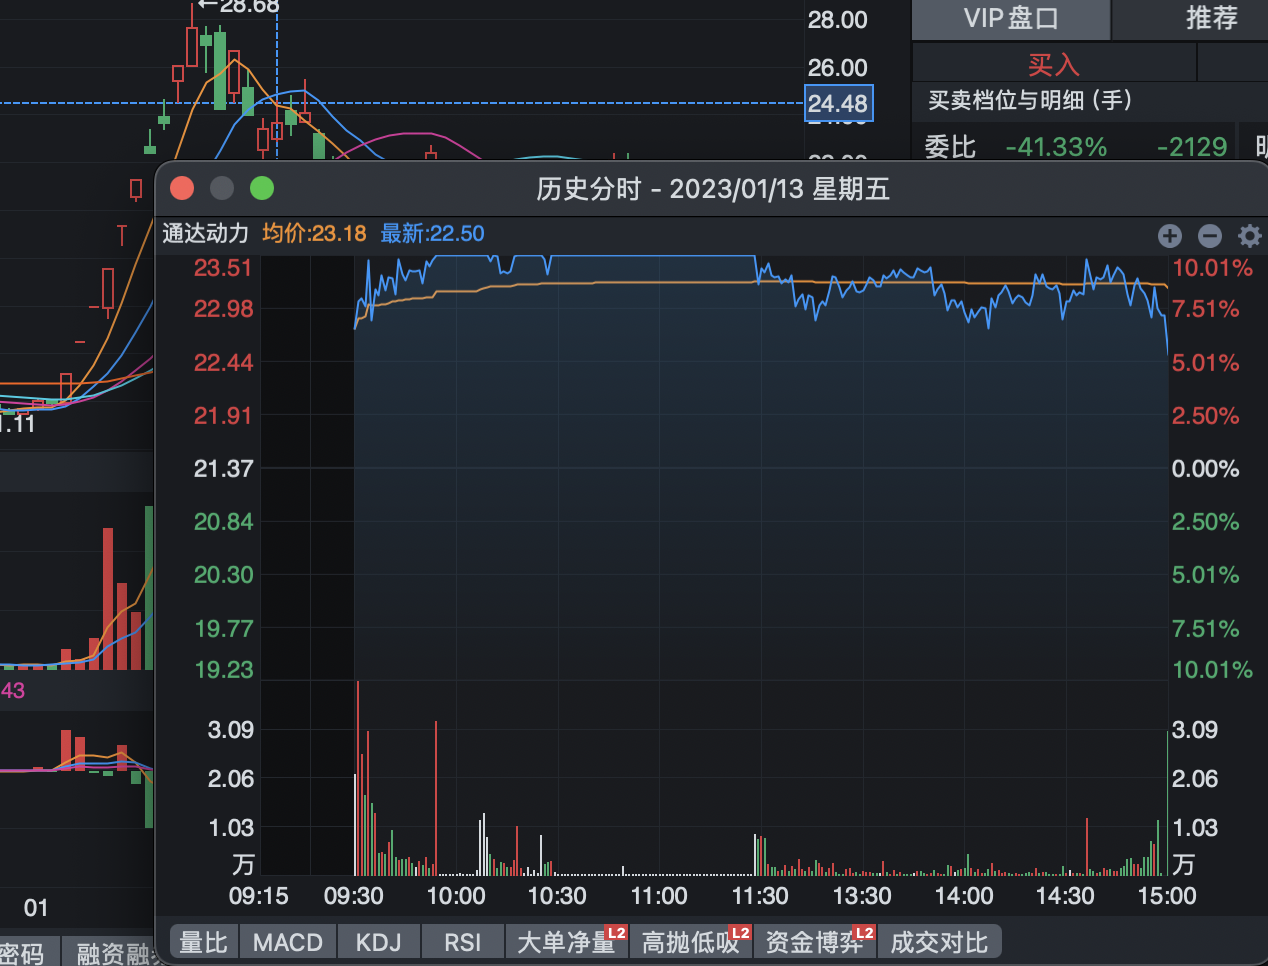 ←28.68
28.00
26.00
24.48
VIP盘口
推荐
买入
买卖档位与明细 (手)
委比 -41.33% -2129
历史分时 - 2023/01/13 星期五
通达动力 均价:23.18 最新:22.50
23.51 10.01%
22.98 7.51%
22.44 5.01%
21.91 2.50%
21.37 0.00%
20.84 2.50%
20.30 5.01%
19.77 7.51%
19.23 10.01%
.11
43
3.09 3.09
2.06 2.06
1.03 1.03
万 万
09:15 09:30 10:00 10:30 11:00 11:30 13:30 14:00 14:30 15:00
01
密码 融资融
量比 MACD KDJ RSI 大单净量 L2 高抛低吸 L2 资金博弈 L2 成交对比